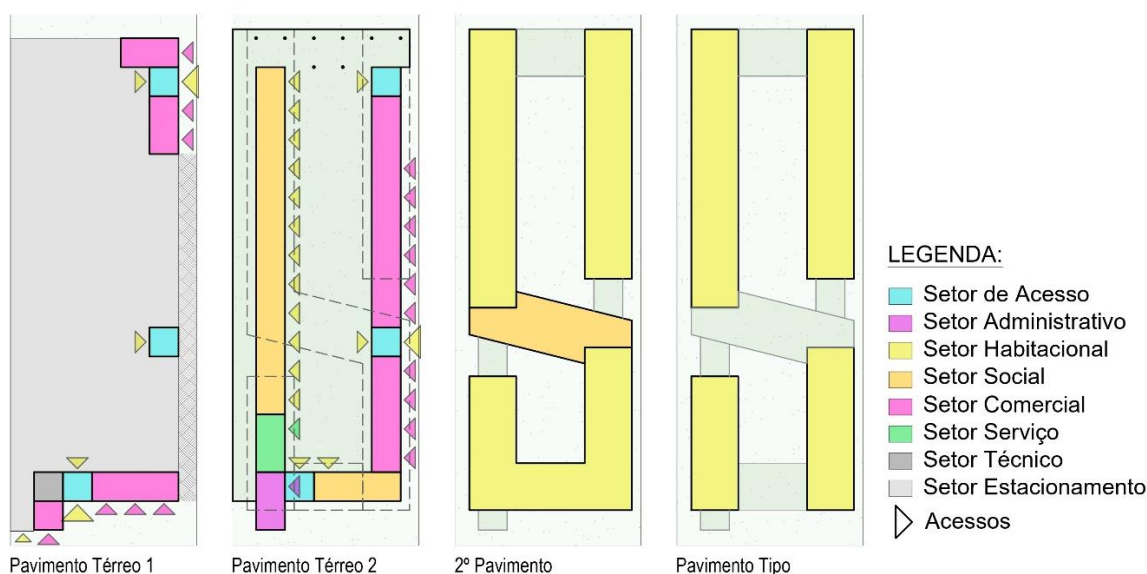 LEGENDA:
Setor de Acesso
Setor Administrativo
Setor Habitacional
Setor Social
Setor Comercial
Setor Serviço
Setor Técnico
Setor Estacionamento
Acessos
Pavimento Térreo 1
Pavimento Térreo 2
2º Pavimento
Pavimento Tipo